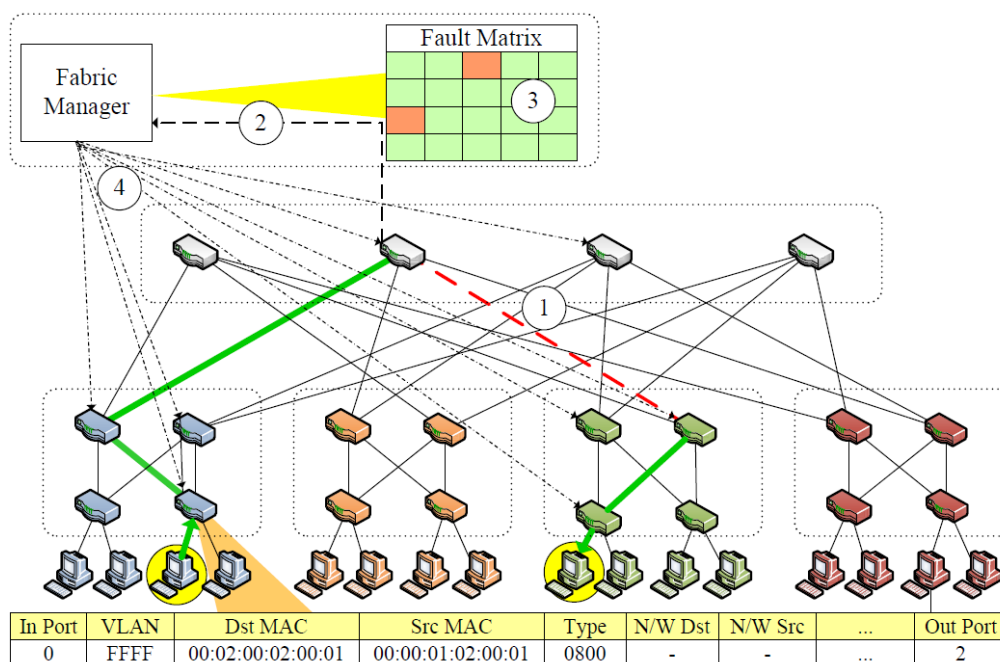 Fault Matrix
Fabric
Manager
2
3
4
1
In Port VLAN Dst MAC Src MAC Type N/W Dst N/W Src ... Out Port
0 FFFF 00:02:00:02:00:01 00:00:01:02:00:01 0800 - - ... 2